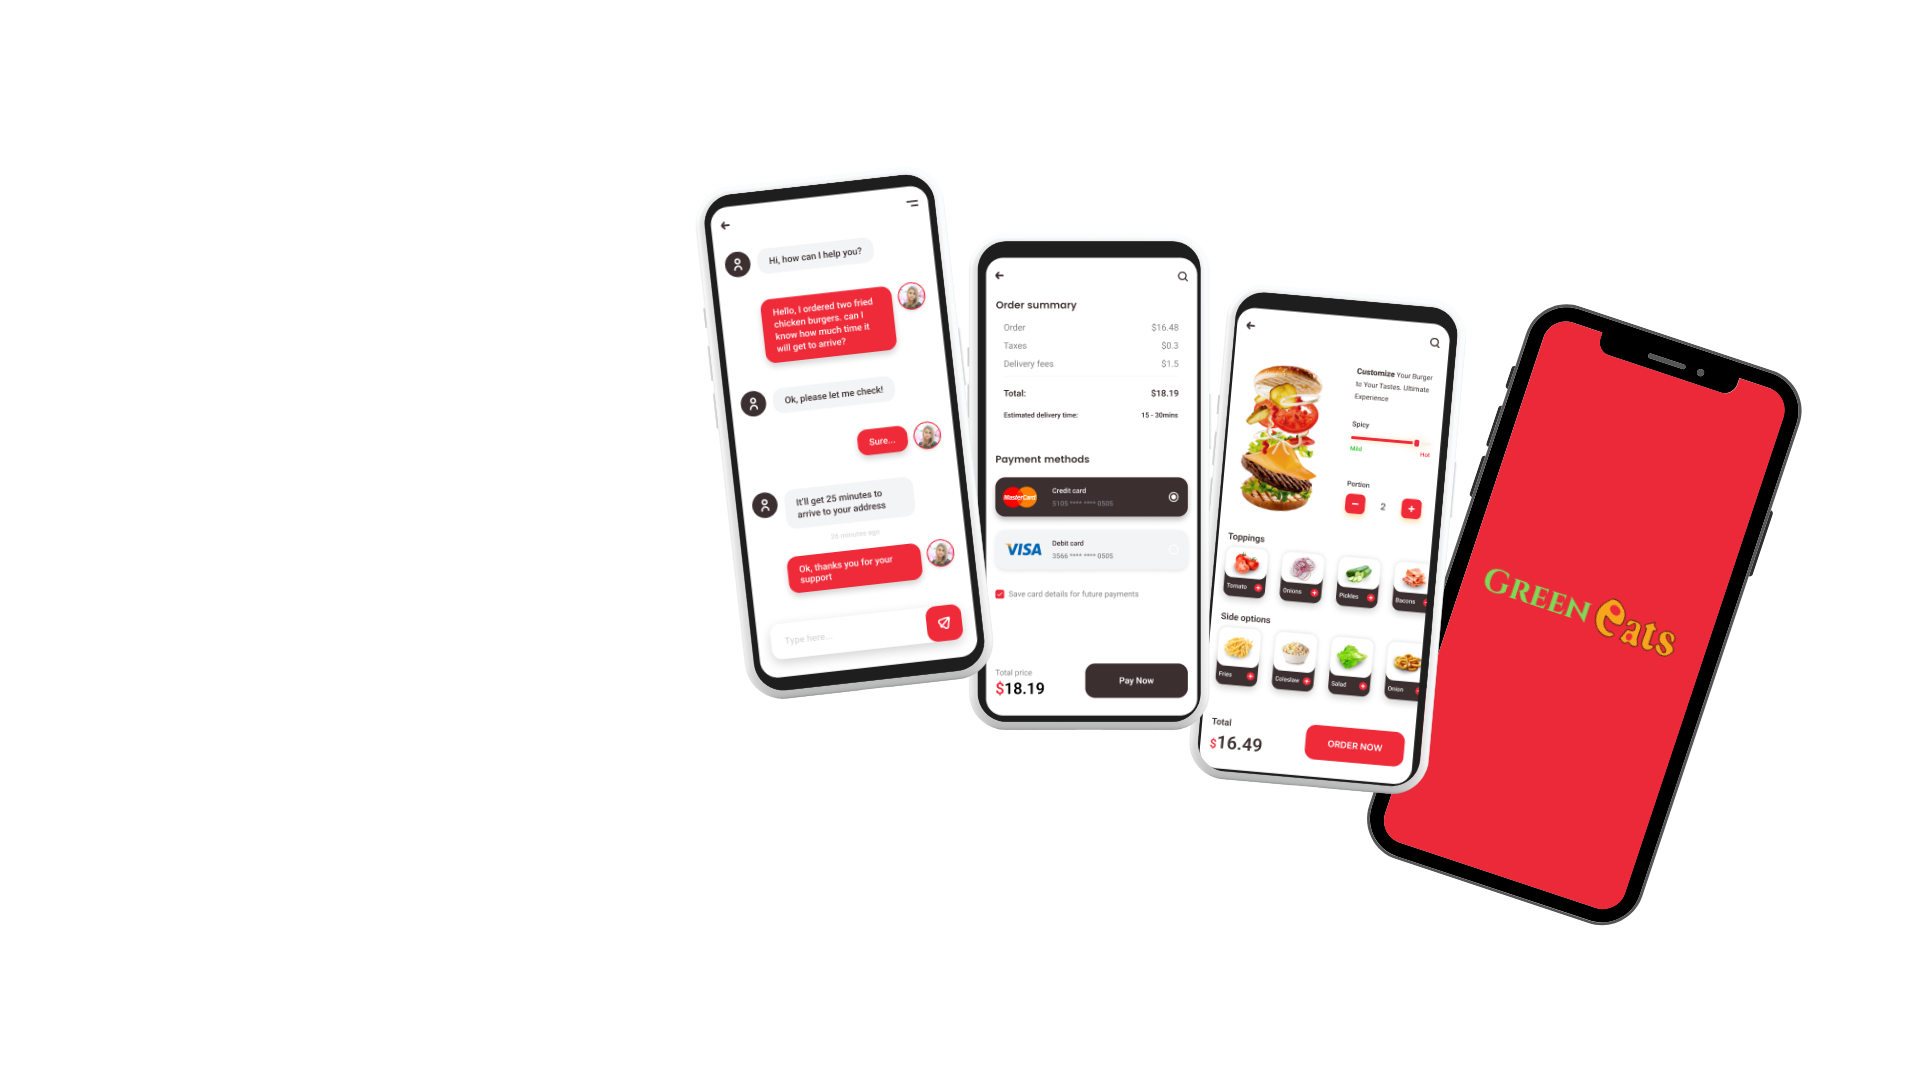 Hi, how can I help you?
Hello, I ordered two fried
chicken burgers. can I
know how much time it
will get to arrive?
Ok, please let me check!
Sure...
It'll get 25 minutes to
arrive to your address
26 minutes ago
Ok, thanks you for your
support
Type here...
Order summary
Order $16.48
Taxes $0.3
Delivery fees $1.5
Total: $18.19
Estimated delivery time: 15 - 30mins
Payment methods
MasterCard
Credit card
5105 **** **** 0505
VISA
Debit card
3566 **** **** 0505
Save card details for future payments
Total price
$18.19
Pay Now
Customize Your Burger
to Your Tastes. Ultimate
Experience
Spicy
Mild Hot
Portion
2
Toppings
Tomato Onions Pickles Bacons
Side options
Fries Coleslaw Salad Onion
Total
$16.49
ORDER NOW
GREEN eats